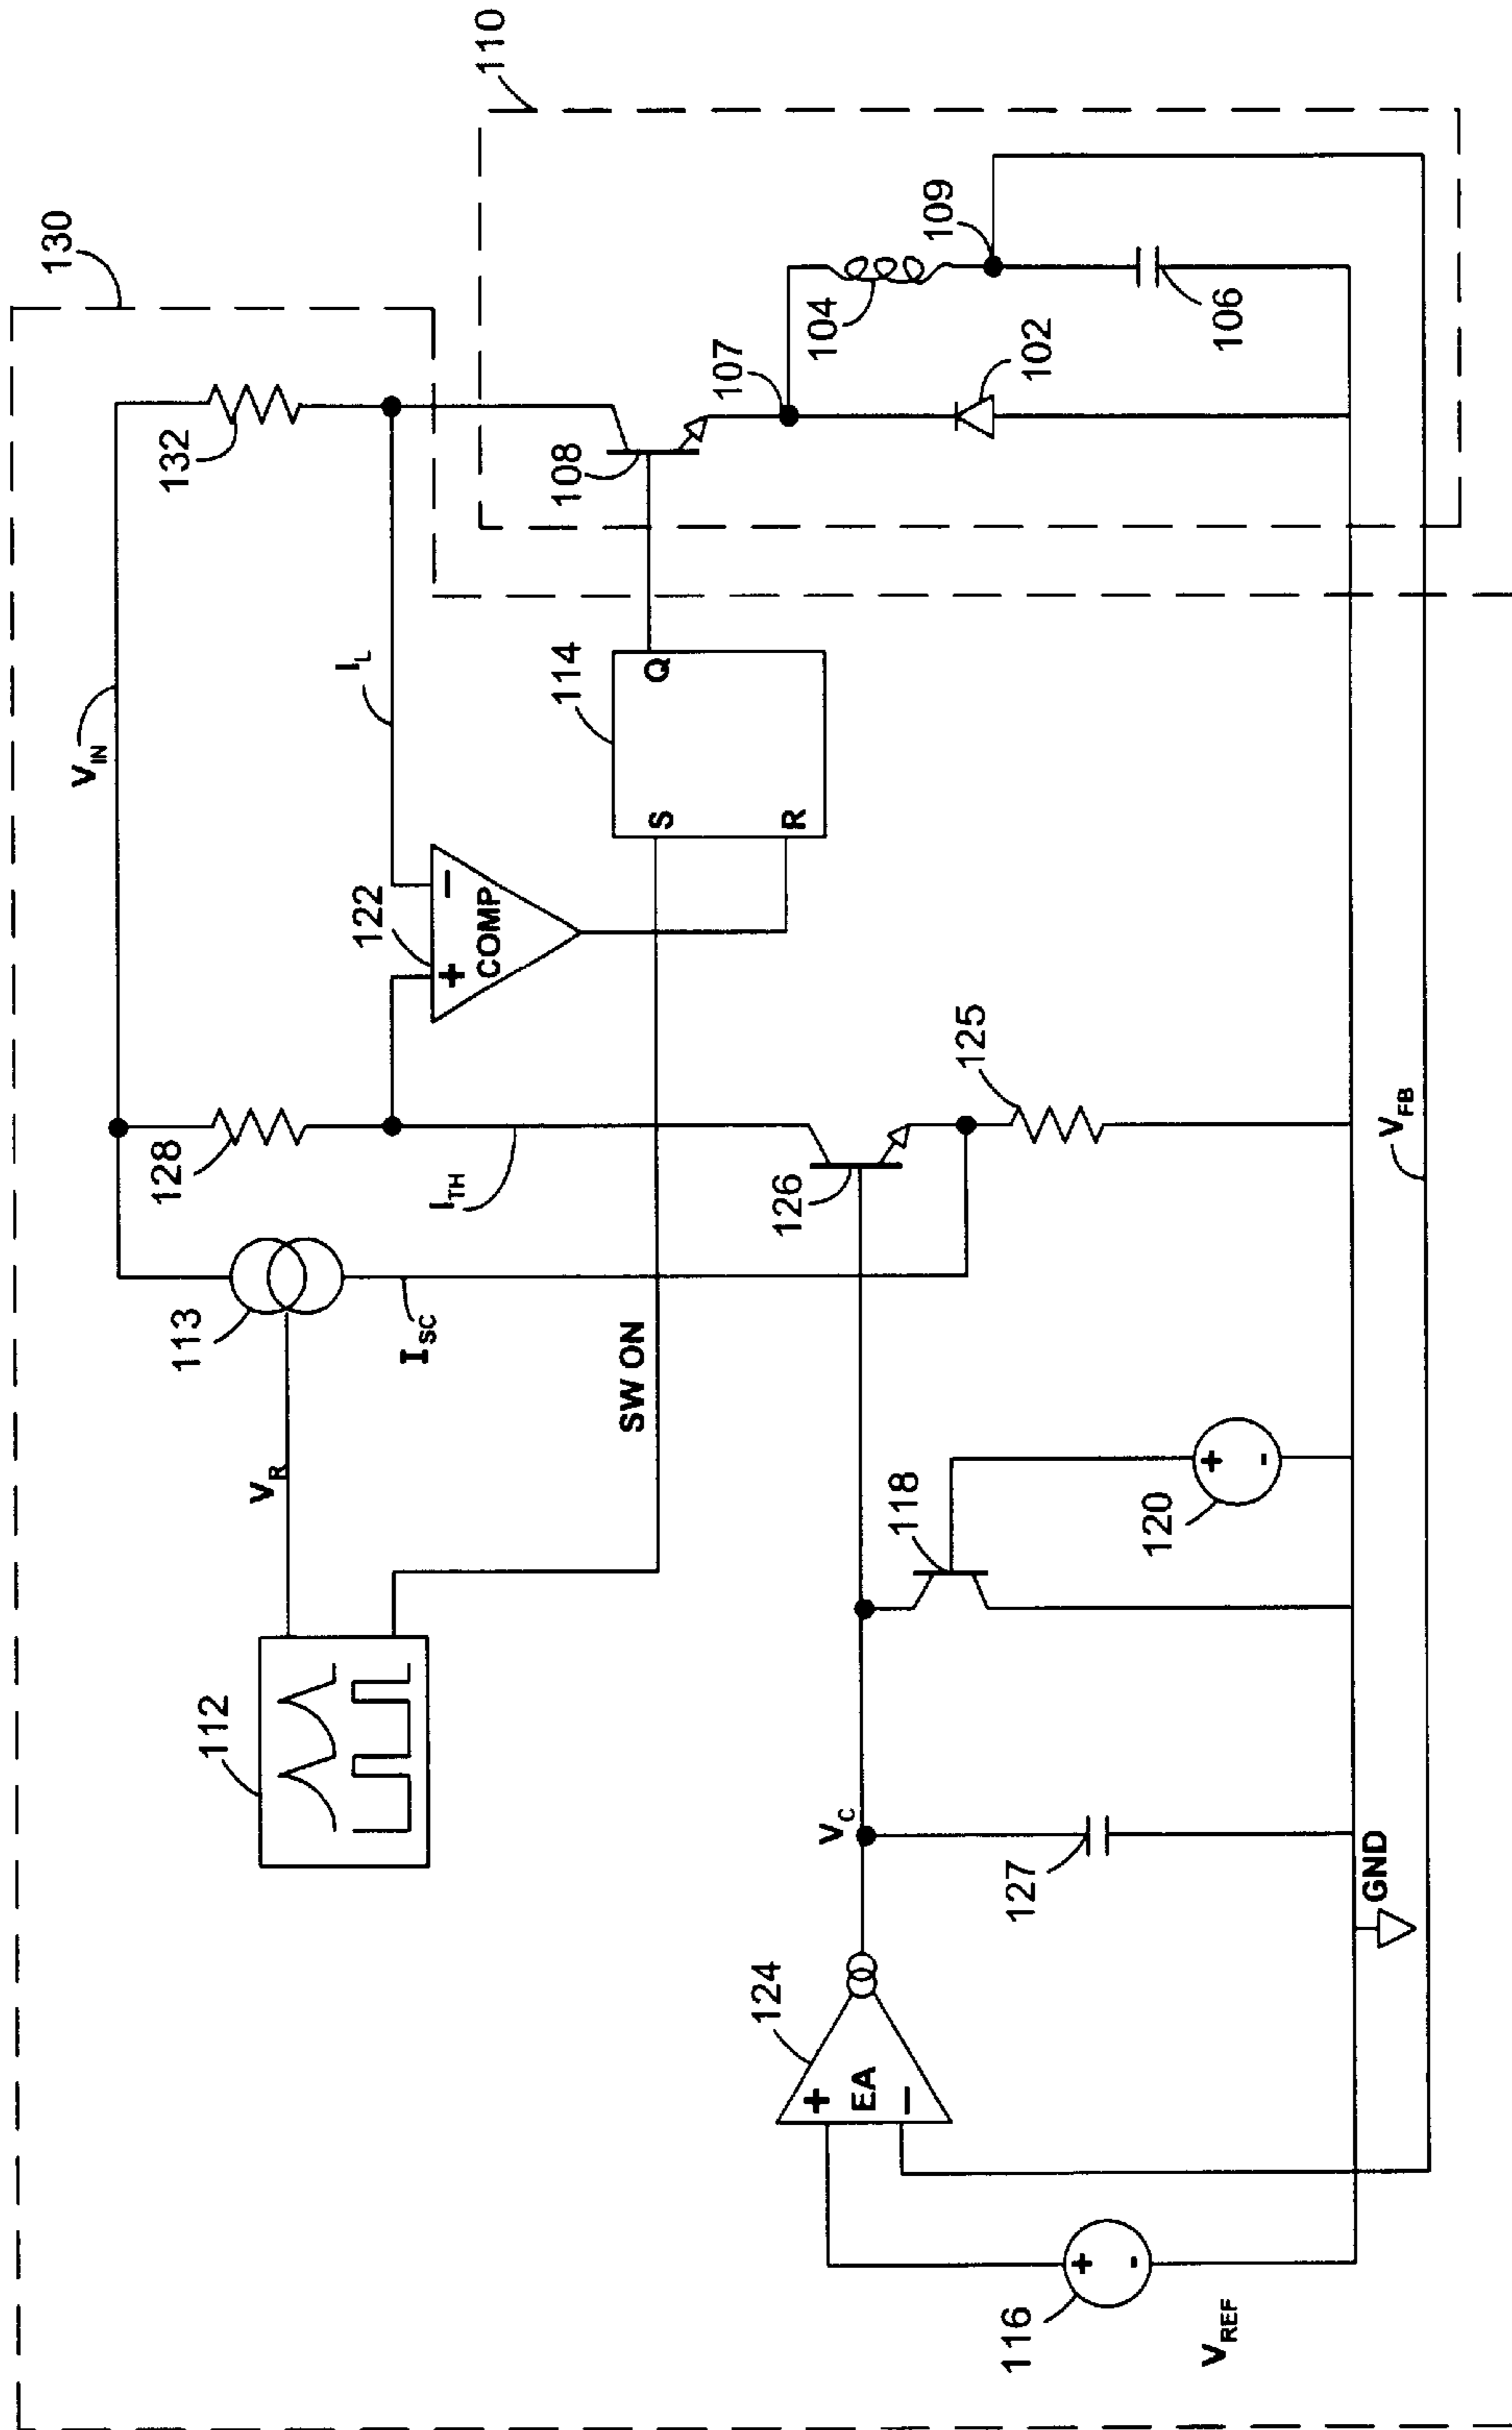 130
110
V_IN
132
I_L
128
113
V_R
I_SC
I_TH
122
+
−
COMP
SW ON
S
R
Q
114
108
107
104
109
102
106
112
126
125
118
120
+
-
V_C
127
124
+
EA
−
116
+
-
V_REF
GND
V_FB